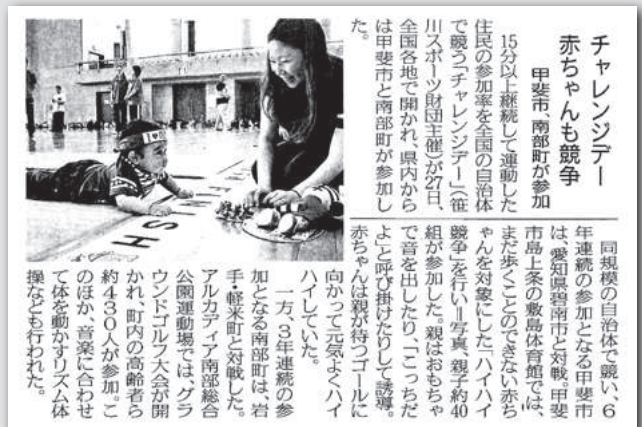 チャレンジデー
赤ちゃんも競争
甲斐市、南部町が参加
15分以上継続して運動した
住民の参加率を全国の自治体
で競う「チャレンジデー」(笹
川スポーツ財団主催)が27日、
全国各地で開かれ、県内から
は甲斐市と南部町が参加し
た。
同規模の自治体で競い、6
年連続の参加となる甲斐市
は、愛知県碧南市と対戦。甲斐
市島上条の敷島体育館では、
まだ歩くことのできない赤ち
ゃんを対象にした「ハイハイ
競争」を行い=写真、親子約40
組が参加した。親はおもちゃ
で音を出したり、「こっちだ
よ」と呼び掛けたりして誘導。
赤ちゃんは親が待つゴールに
向かって元気よくハイ
ハイしていた。
一方、3年連続の参
加となる南部町は、岩
手・軽米町と対戦した。
アルカディア南部総合
公園運動場では、グラ
ウンドゴルフ大会が開
かれ、町内の高齢者ら
約430人が参加。こ
のほか、音楽に合わせ
て体を動かすリズム体
操なども行われた。